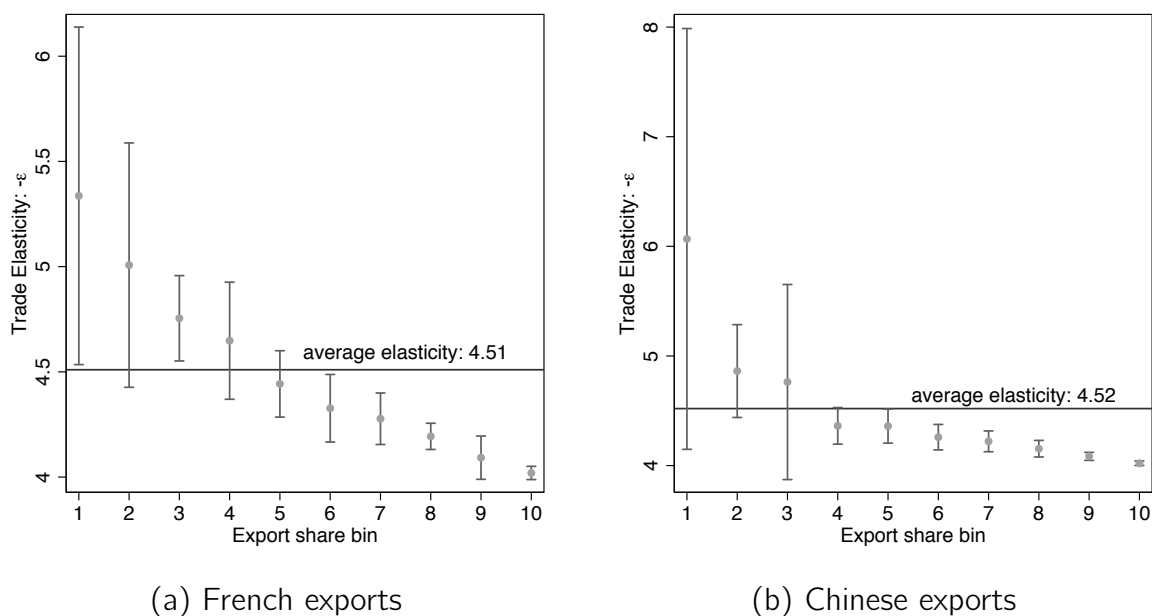 Trade Elasticity: -ε
6
5.5
5
4.5
4
average elasticity: 4.51
1 2 3 4 5 6 7 8 9 10
Export share bin
(a) French exports
Trade Elasticity: -ε
8
7
6
5
4
average elasticity: 4.52
1 2 3 4 5 6 7 8 9 10
Export share bin
(b) Chinese exports